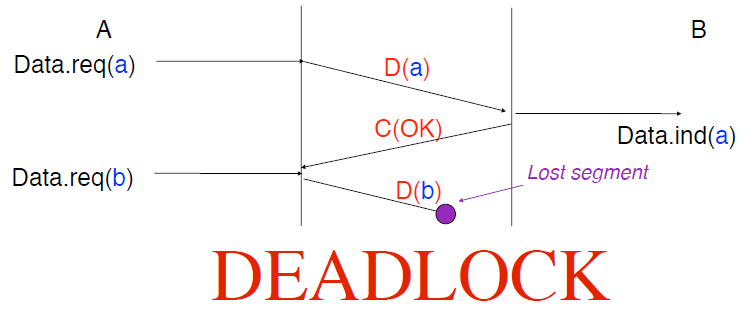 A
B
Data.req(a)
D(a)
C(OK)
Data.ind(a)
Data.req(b)
D(b)
Lost segment
DEADLOCK